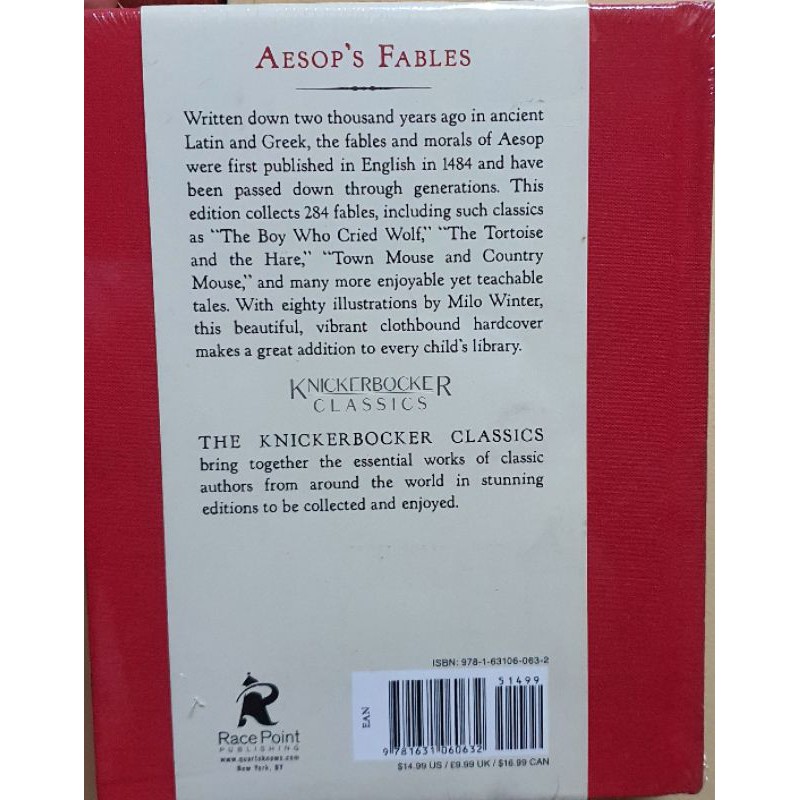 AESOP'S FABLES
Written down two thousand years ago in ancient
Latin and Greek, the fables and morals of Aesop
were first published in English in 1484 and have
been passed down through generations. This
edition collects 284 fables, including such classics
as "The Boy Who Cried Wolf," "The Tortoise
and the Hare," "Town Mouse and Country
Mouse," and many more enjoyable yet teachable
tales. With eighty illustrations by Milo Winter,
this beautiful, vibrant clothbound hardcover
makes a great addition to every child's library.
KNICKERBOCKER
CLASSICS
THE KNICKERBOCKER CLASSICS
bring together the essential works of classic
authors from around the world in stunning
editions to be collected and enjoyed.
ISBN: 978-1-63106-063-2
51499
EAN
9 781631 060632
$14.99 US / £9.99 UK / $16.99 CAN
Race Point
PUBLISHING
www.quartoknows.com
New York, NY